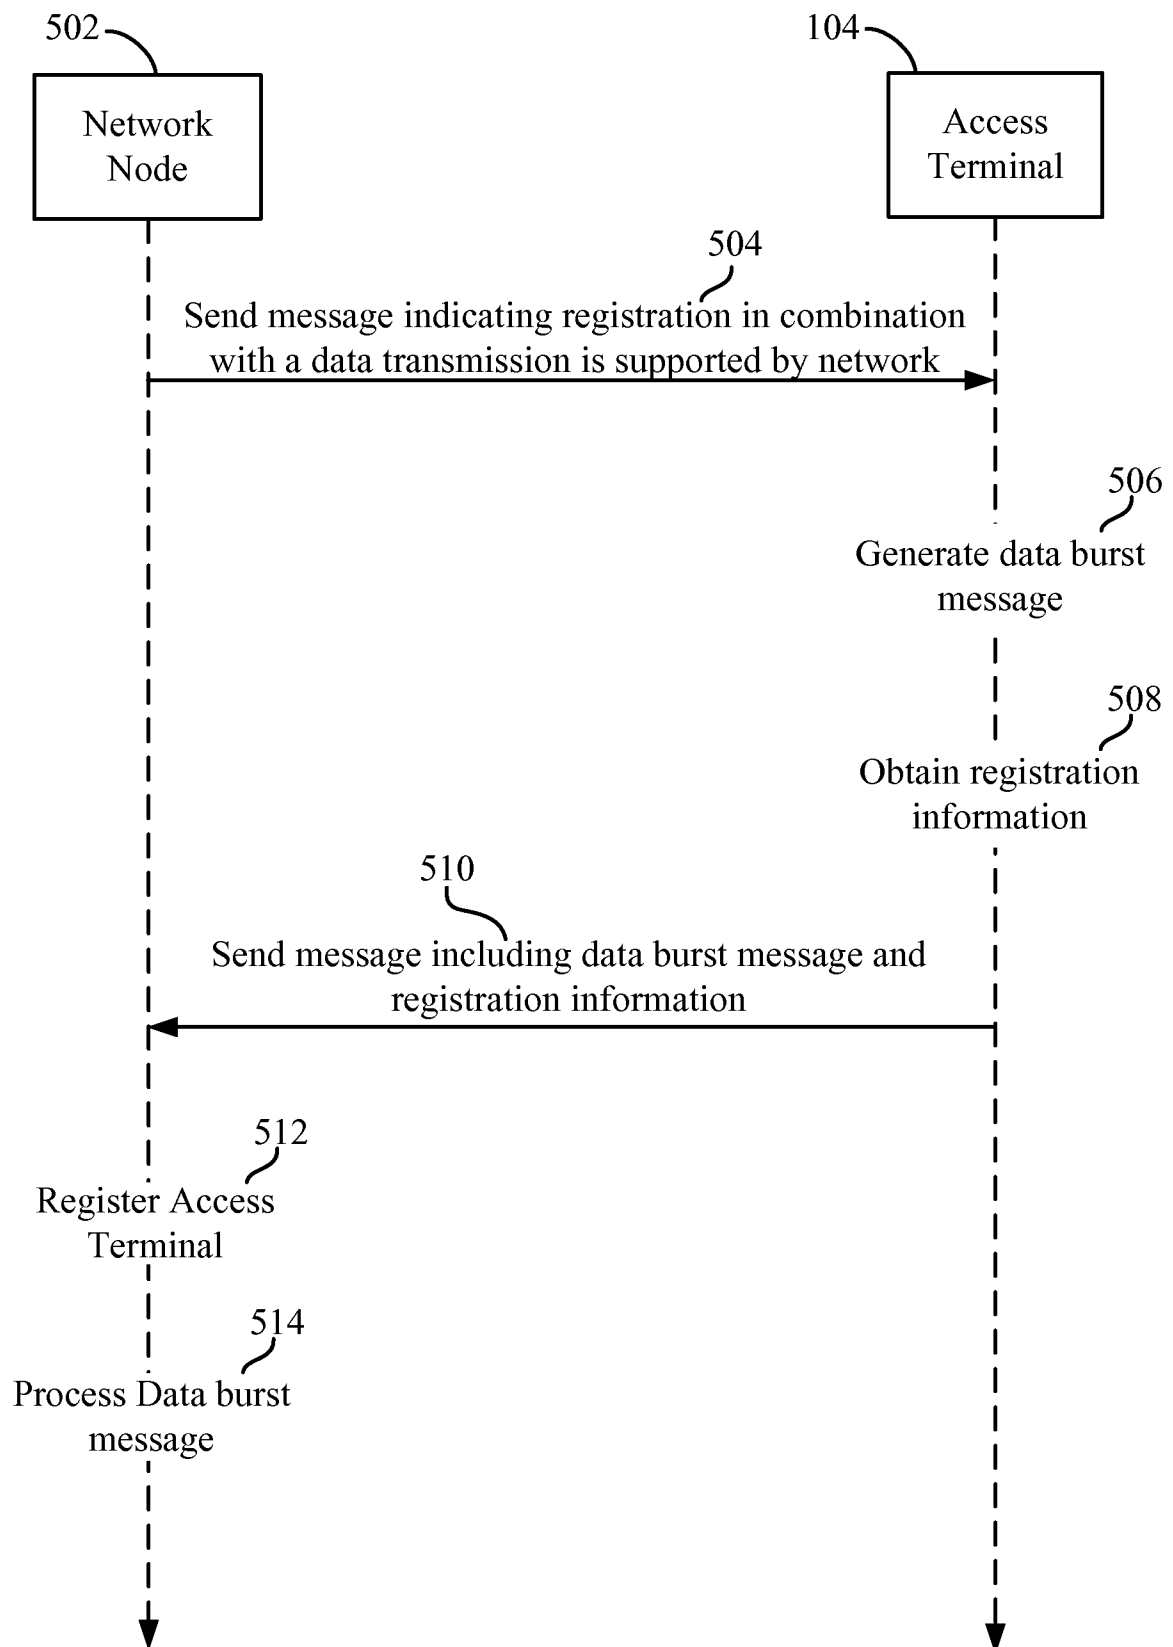 502
104
Network
Node
Access
Terminal
504
Send message indicating registration in combination
with a data transmission is supported by network
506
Generate data burst
message
508
Obtain registration
information
510
Send message including data burst message and
registration information
512
Register Access
Terminal
514
Process Data burst
message